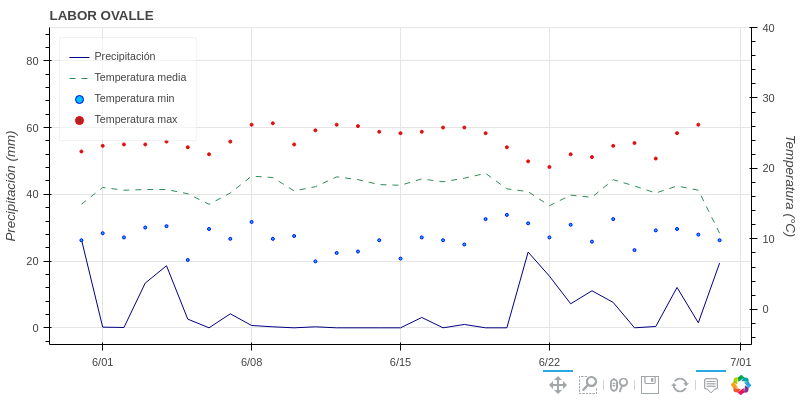 LABOR OVALLE
Precipitación
Temperatura media
Temperatura min
Temperatura max
Precipitación (mm)
80
60
40
20
0
40
30
20
10
0
Temperatura (°C)
6/01
6/08
6/15
6/22
7/01